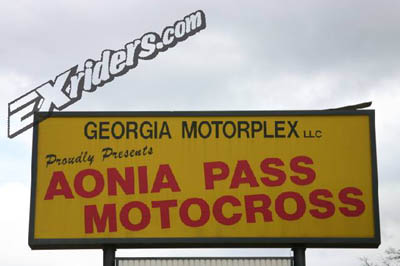 EXriders.com
GEORGIA MOTORPLEX LLC
Proudly Presents
AONIA PASS
MOTOCROSS